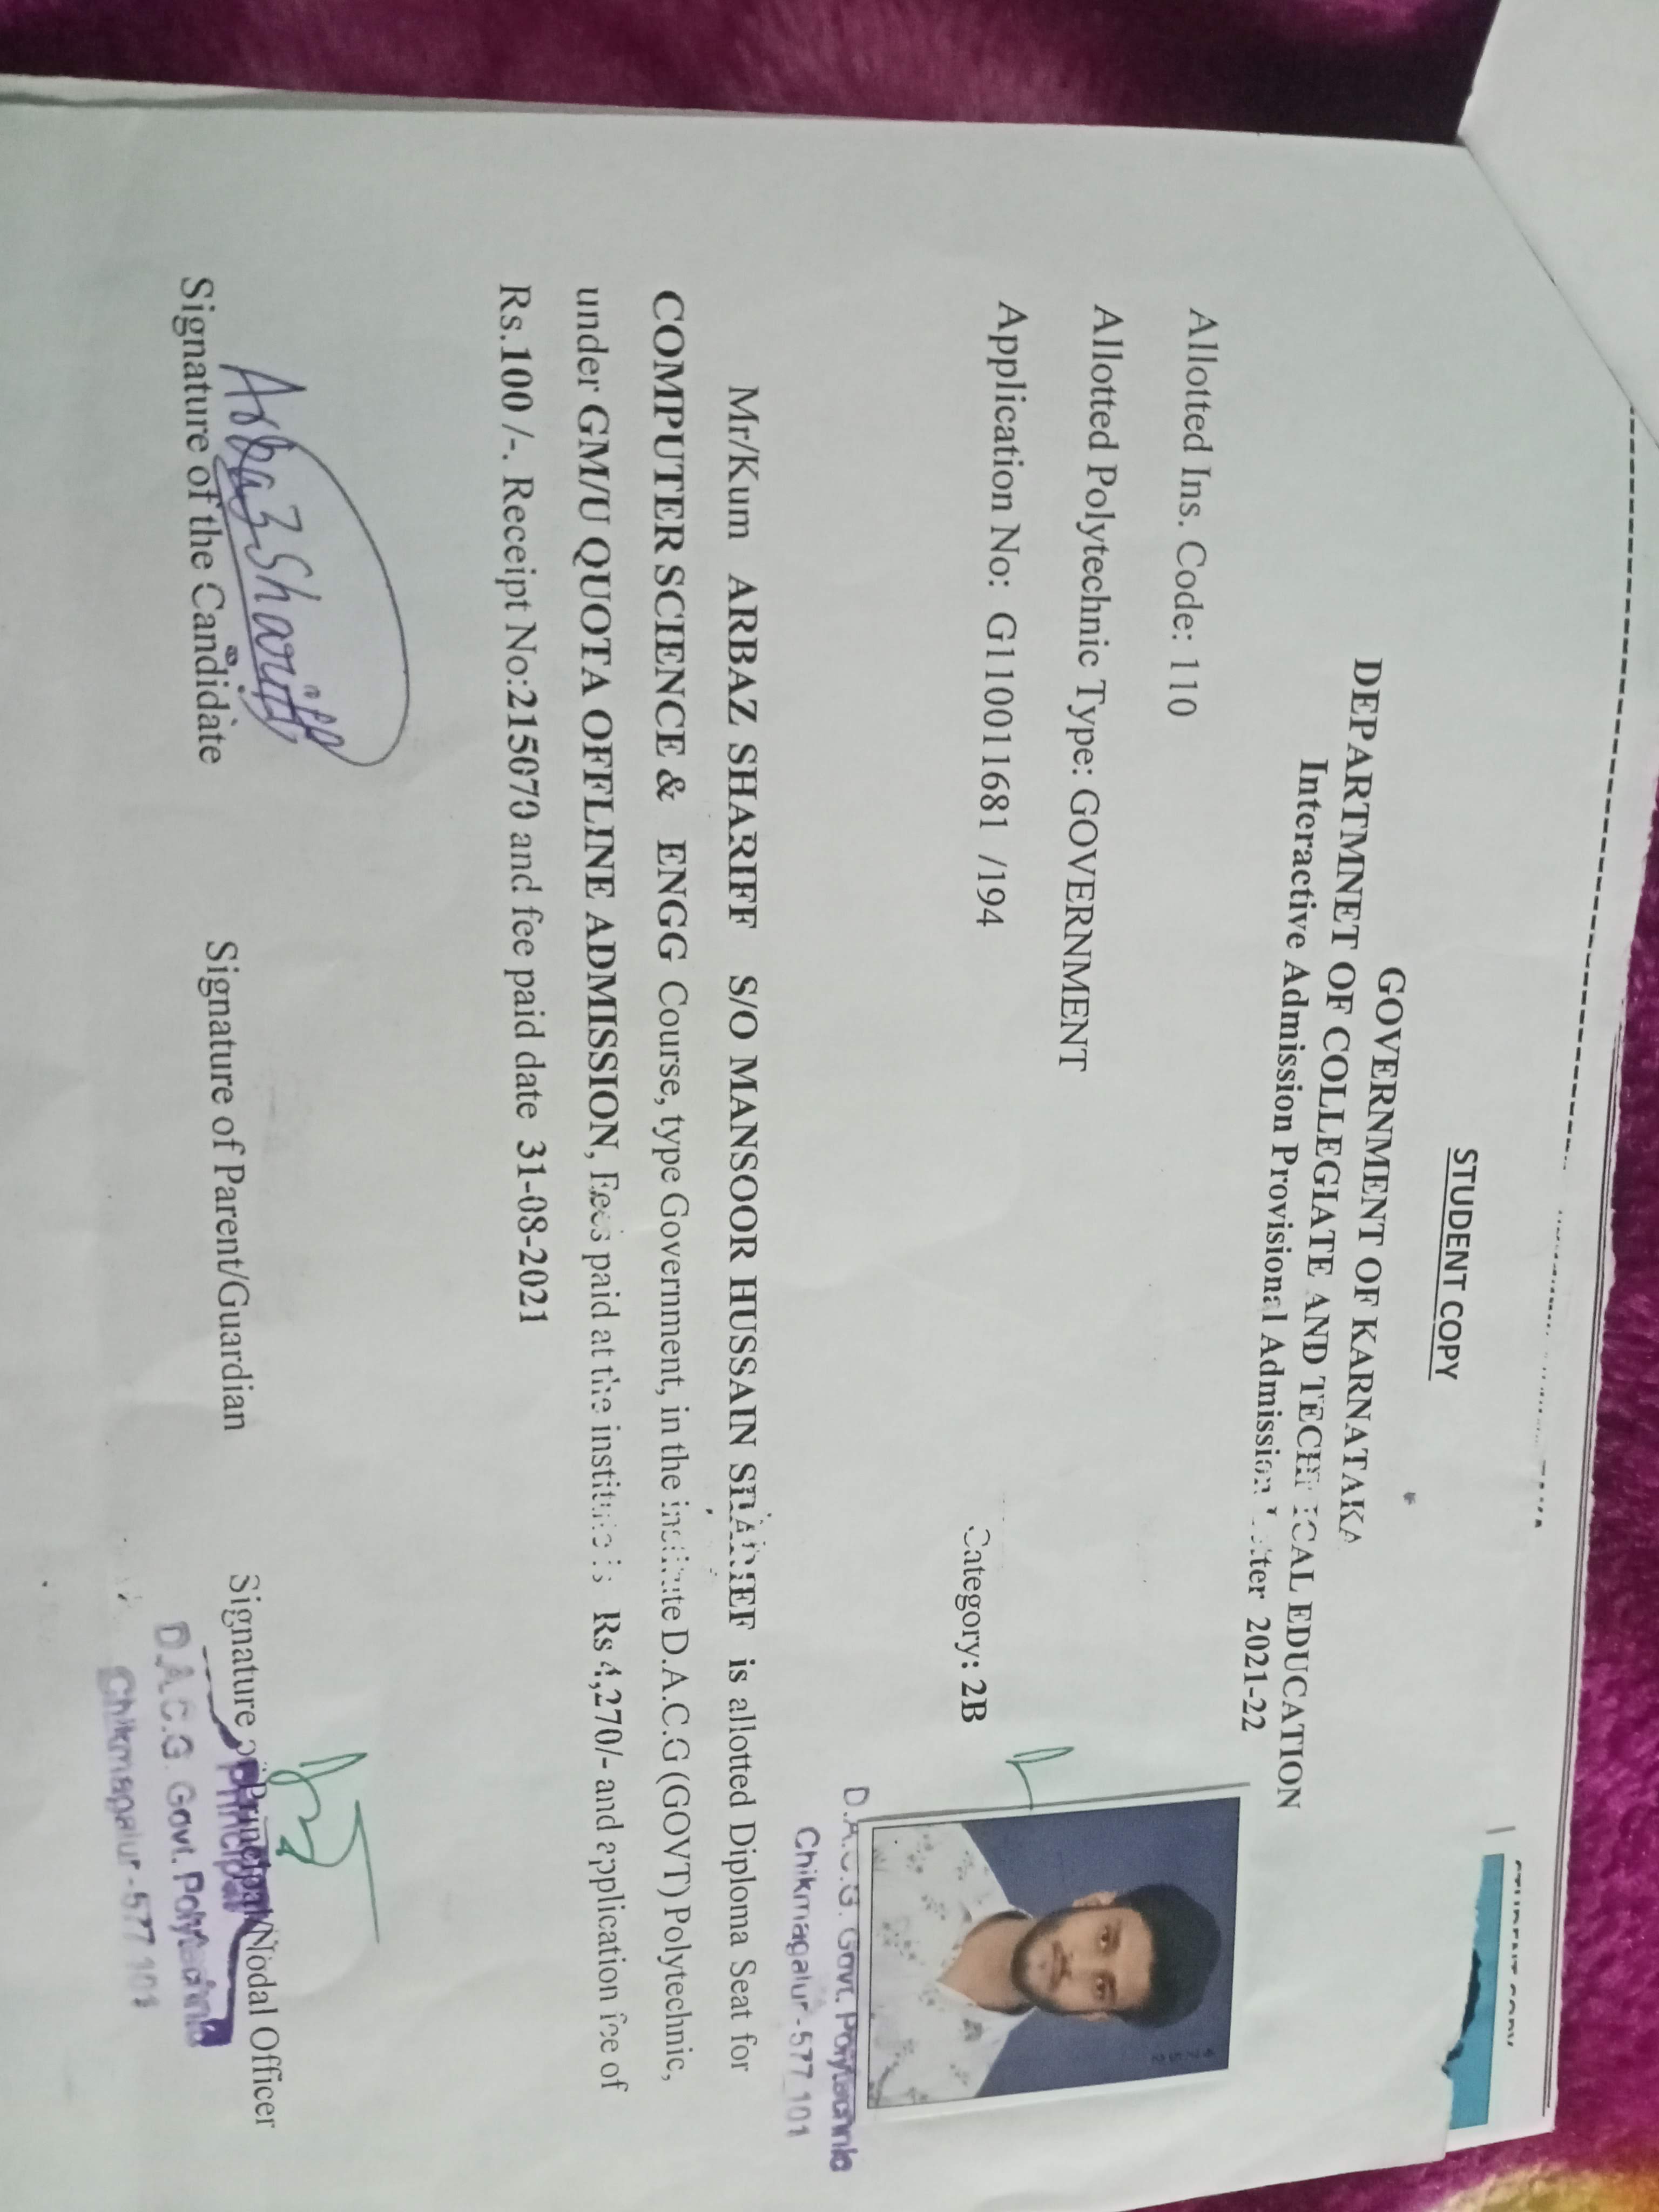 STUDENT COPY
STUDENT COPY
GOVERNMENT OF KARNATAKA
DEPARTMNET OF COLLEGIATE AND TECHNICAL EDUCATION
Interactive Admission Provisional Admission Letter 2021-22
Allotted Ins. Code: 110
Allotted Polytechnic Type: GOVERNMENT
Application No: G110011681 /194
Category: 2B
D.A.C.G. Govt. Polytechnic
Chikmagalur - 577 101
Mr/Kum ARBAZ SHARIFF S/O MANSOOR HUSSAIN is allotted Diploma Seat for
COMPUTER SCIENCE & ENGG Course, type Government, in the institute D.A.C.G (GOVT) Polytechnic,
under GM/U QUOTA OFFLINE ADMISSION, Fees paid at the institute is Rs 4,270/- and application fee of
Rs.100 /-. Receipt No:215070 and fee paid date 31-08-2021
Arbaz Shariff
Signature of the Candidate
Signature of Parent/Guardian
Signature of Principal/Nodal Officer
Principal
D.A.C.G. Govt. Polytechnic
Chikmagalur - 577 101